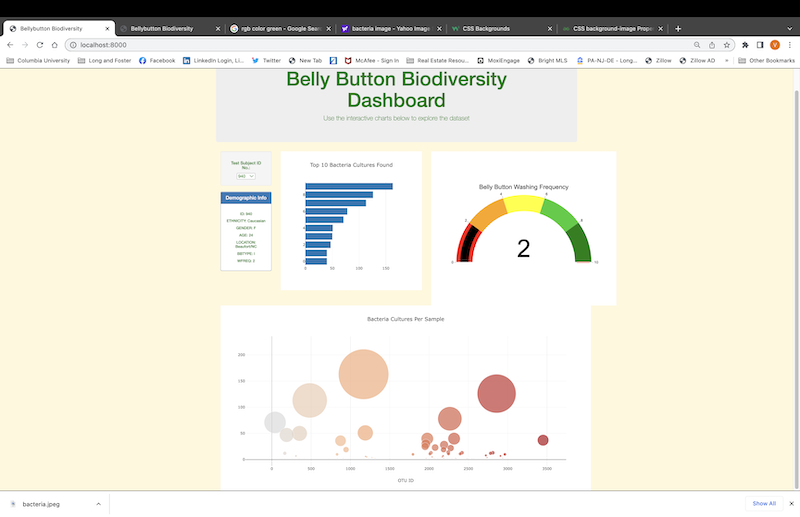 Bellybutton Biodiversity
Bellybutton Biodiversity
rgb color green - Google Sear
bacteria image - Yahoo Image
CSS Backgrounds
CSS background-image Prope
localhost:8000
Columbia University
Long and Foster
Facebook
LinkedIn Login, Li...
Twitter
New Tab
McAfee - Sign In
Real Estate Resou...
MoxiEngage
Bright MLS
PA-NJ-DE - Long...
Zillow
Zillow AD
»
Other Bookmarks
Belly Button Biodiversity
Dashboard
Use the interactive charts below to explore the dataset
Test Subject ID
No.:
940
Demographic Info
ID: 940
ETHNICITY: Caucasian
GENDER: F
AGE: 24
LOCATION:
Beaufort/NC
BBTYPE: I
WFREQ: 2
Top 10 Bacteria Cultures Found
8
6
4
2
0
0 50 100 150
Belly Button Washing Frequency
0
2
4
6
8
10
2
Bacteria Cultures Per Sample
200
150
100
50
0
0 500 1000 1500 2000 2500 3000 3500
OTU ID
bacteria.jpeg
Show All